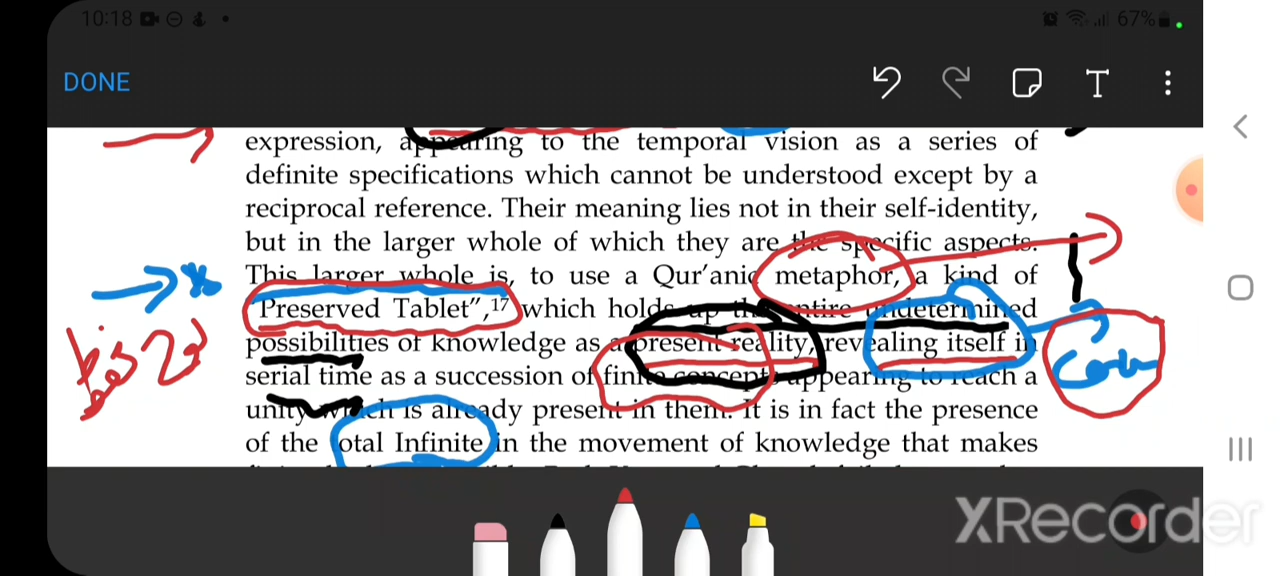 10:18
67%
DONE
T
expression, appearing to the temporal vision as a series of
definite specifications which cannot be understood except by a
reciprocal reference. Their meaning lies not in their self-identity,
but in the larger whole of which they are the specific aspects.
This larger whole is, to use a Qur’anic metaphor, a kind of
“Preserved Tablet”,17 which holds up the entire undetermined
possibilities of knowledge as a present reality, revealing itself in
serial time as a succession of finite concepts appearing to reach a
unity which is already present in them. It is in fact the presence
of the total Infinite in the movement of knowledge that makes
XRecorder